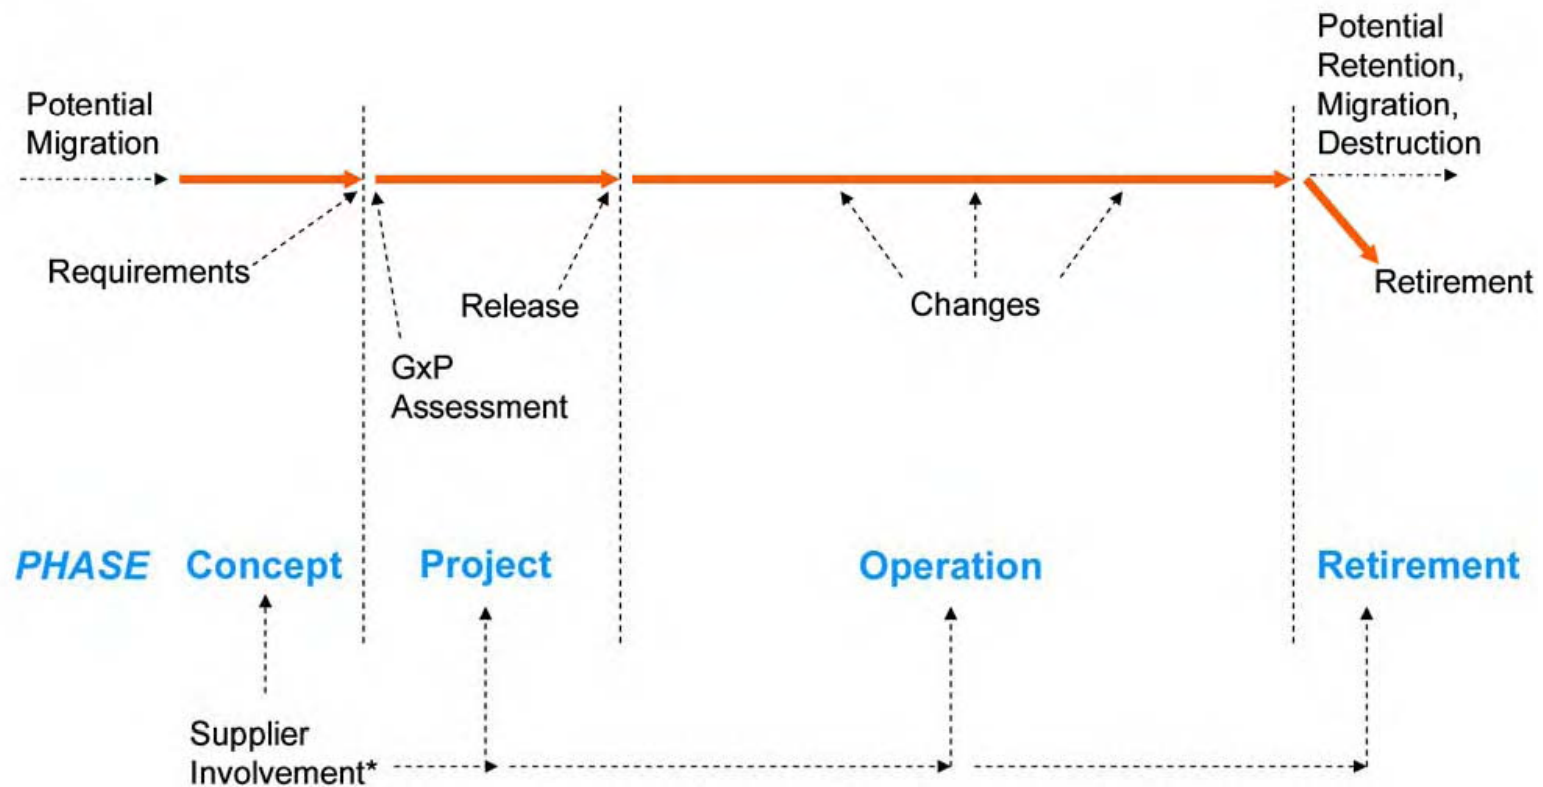 Potential
Retention,
Migration,
Destruction
Potential
Migration
Requirements
Release
Changes
Retirement
GxP
Assessment
PHASE Concept Project Operation Retirement
Supplier
Involvement*